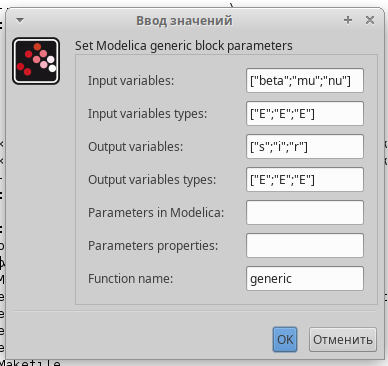 Ввод значений
Set Modelica generic block parameters
Input variables: ["beta";"mu";"nu"]
Input variables types: ["E";"E";"E"]
Output variables: ["s";"i";"r"]
Output variables types: ["E";"E";"E"]
Parameters in Modelica:
Parameters properties:
Function name: generic
OK Отменить
Makefile